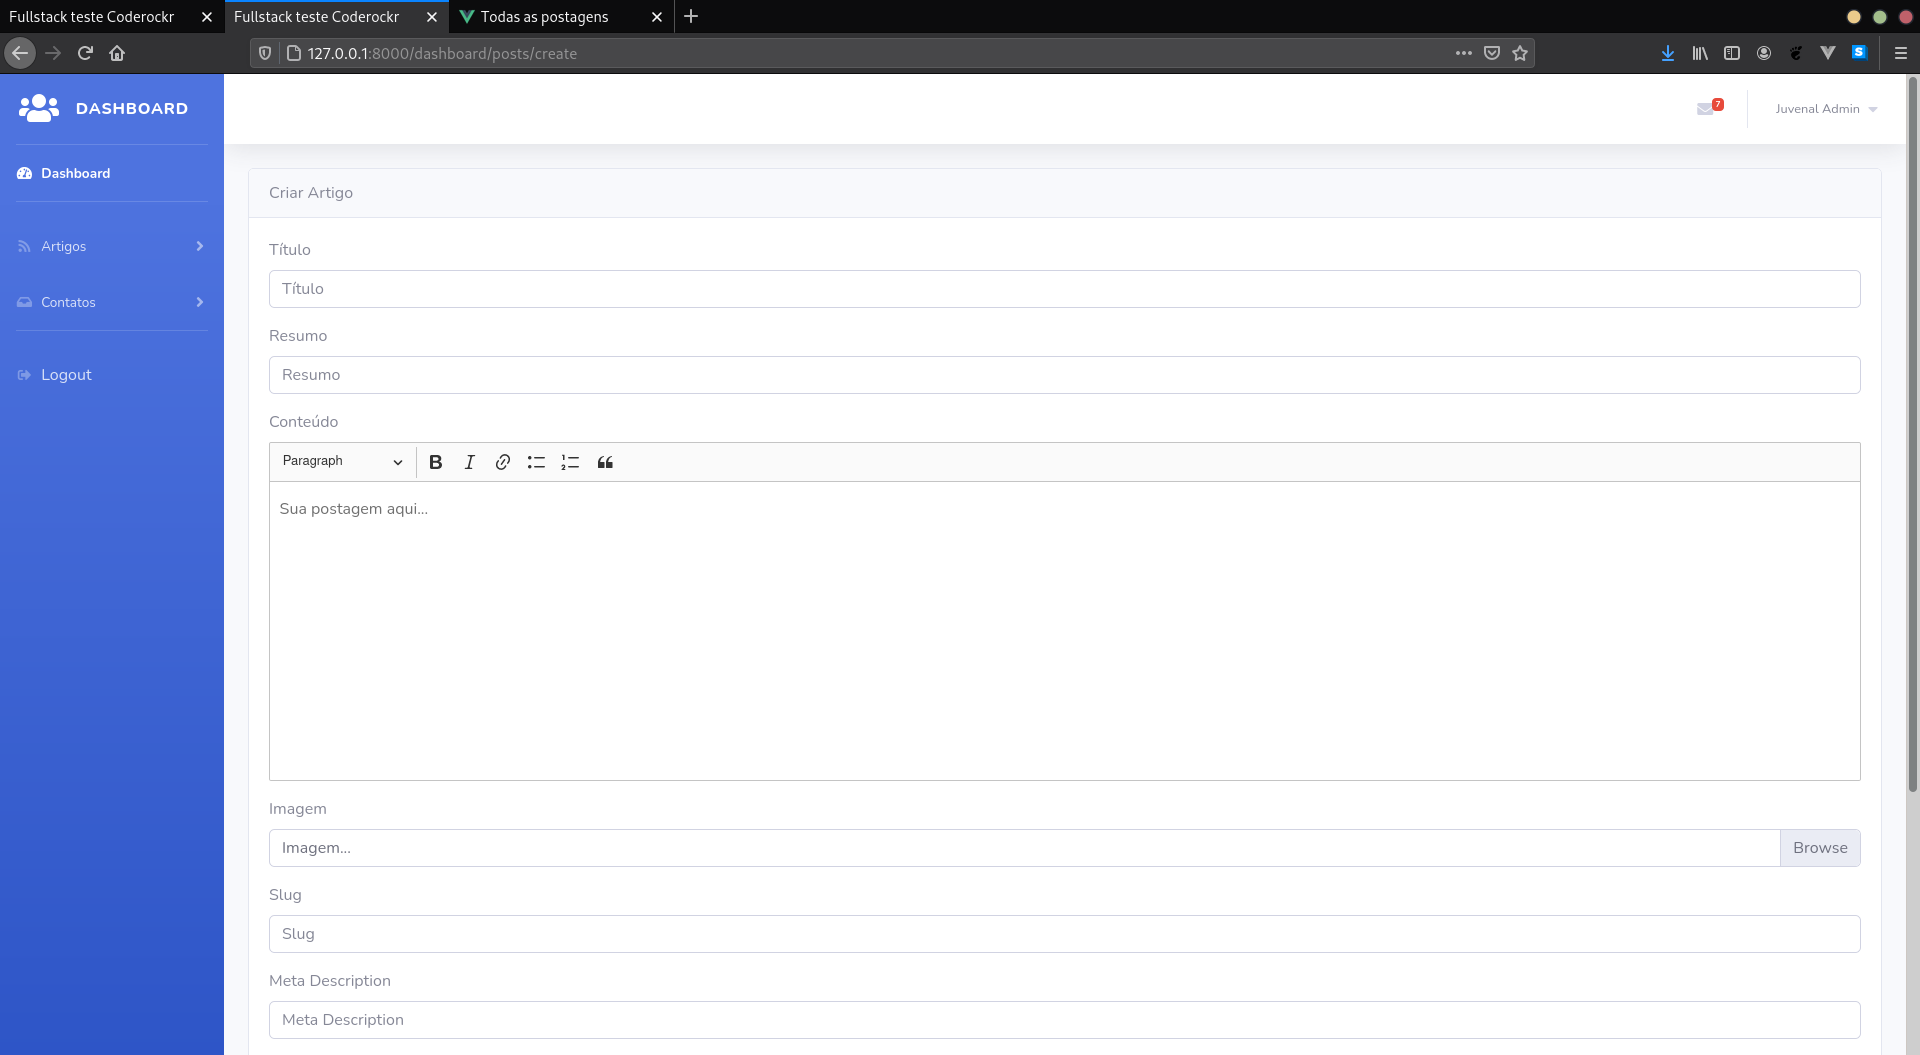 Fullstack teste Coderockr
Fullstack teste Coderockr
Todas as postagens
127.0.0.1:8000/dashboard/posts/create
S
DASHBOARD
Dashboard
Artigos
Contatos
Logout
7
Juvenal Admin
Criar Artigo
Título
Título
Resumo
Resumo
Conteúdo
Paragraph
Sua postagem aqui...
Imagem
Imagem...
Browse
Slug
Slug
Meta Description
Meta Description